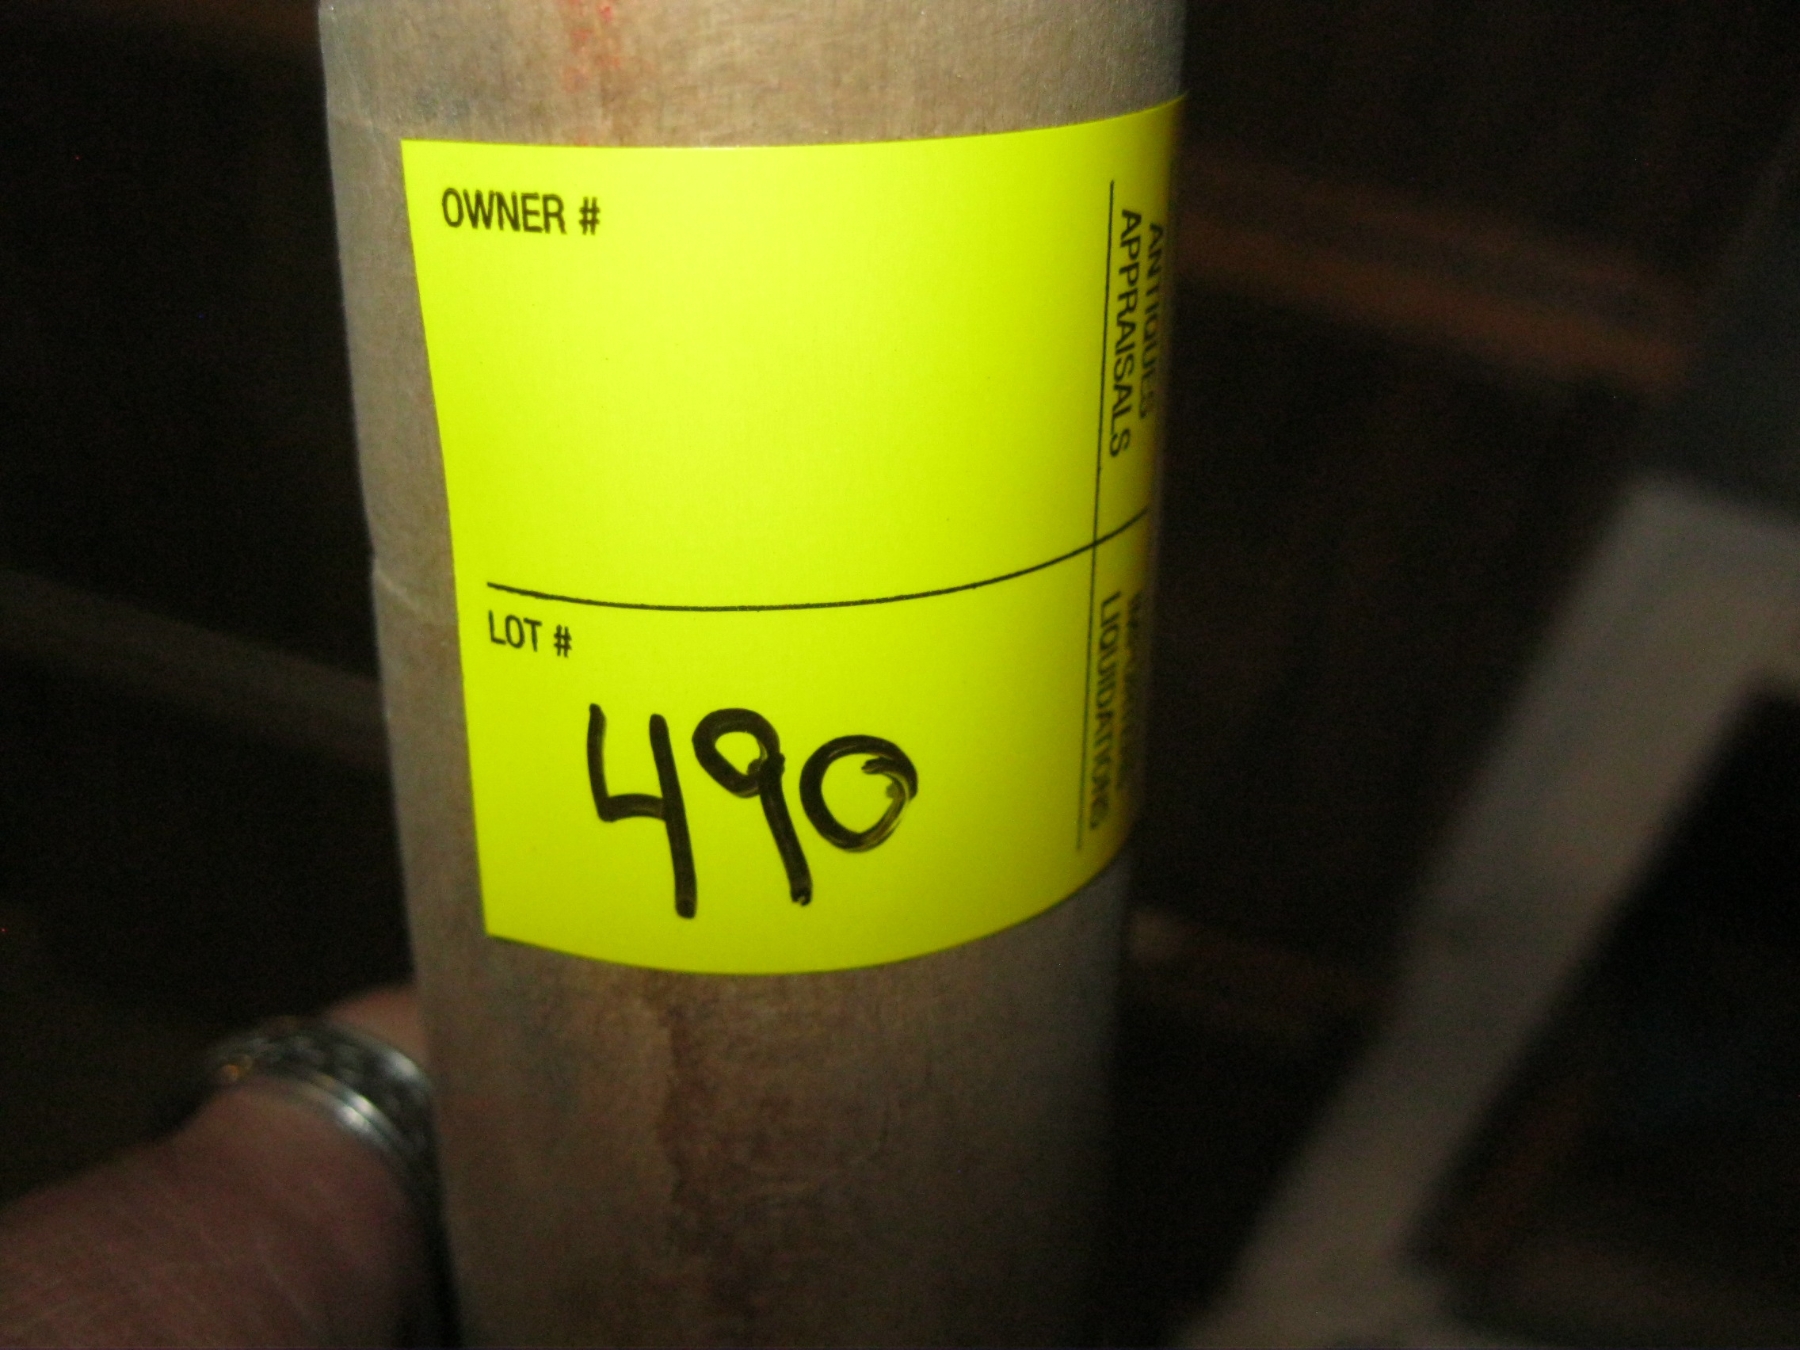 OWNER #
LOT #
490
ANTIQUES
APPRAISALS
LIQUIDATIONS